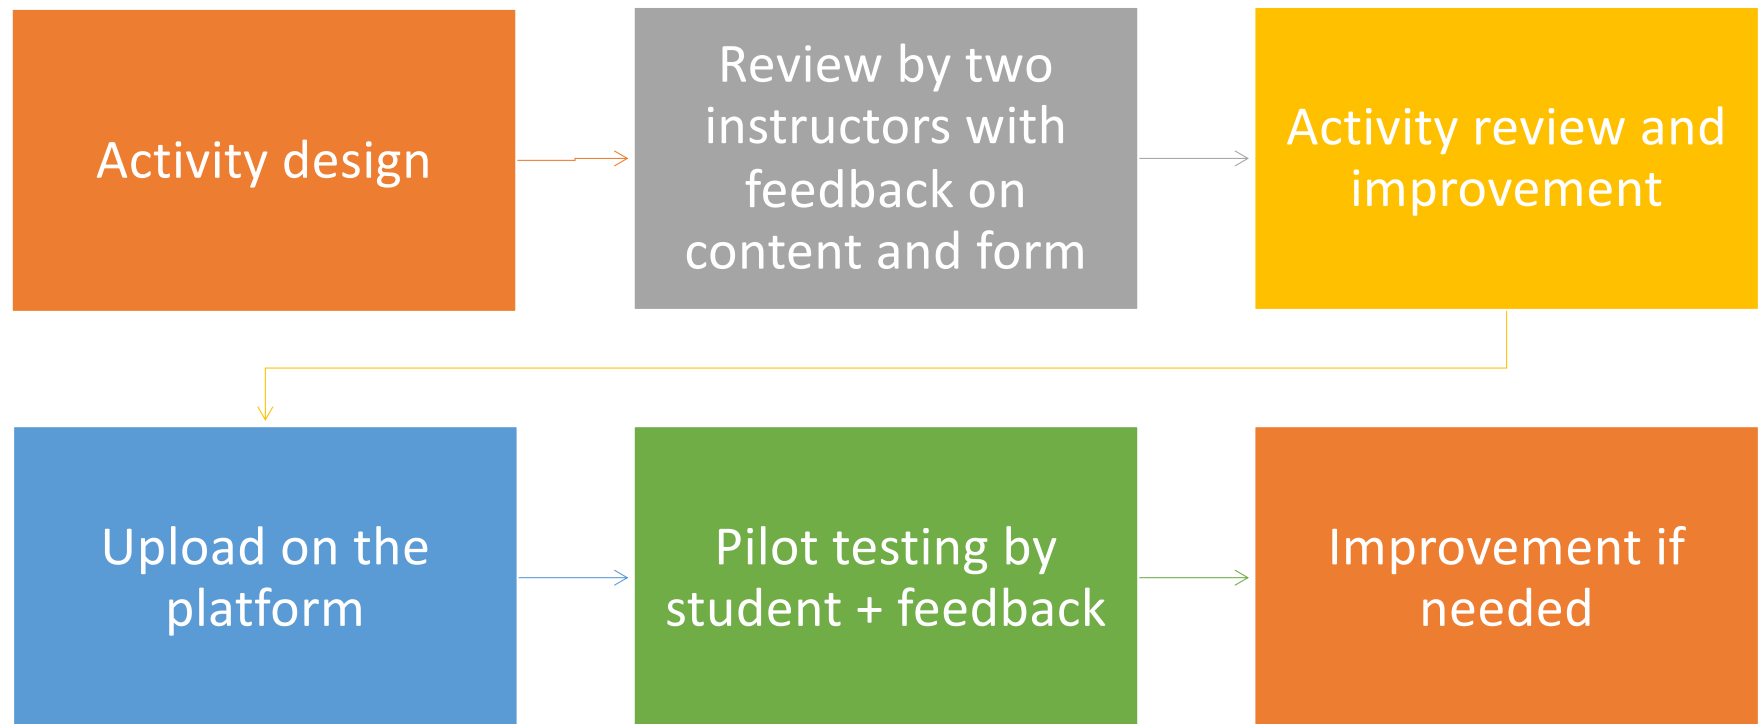 Activity design
Review by two
instructors with
feedback on
content and form
Activity review and
improvement
Upload on the
platform
Pilot testing by
student + feedback
Improvement if
needed